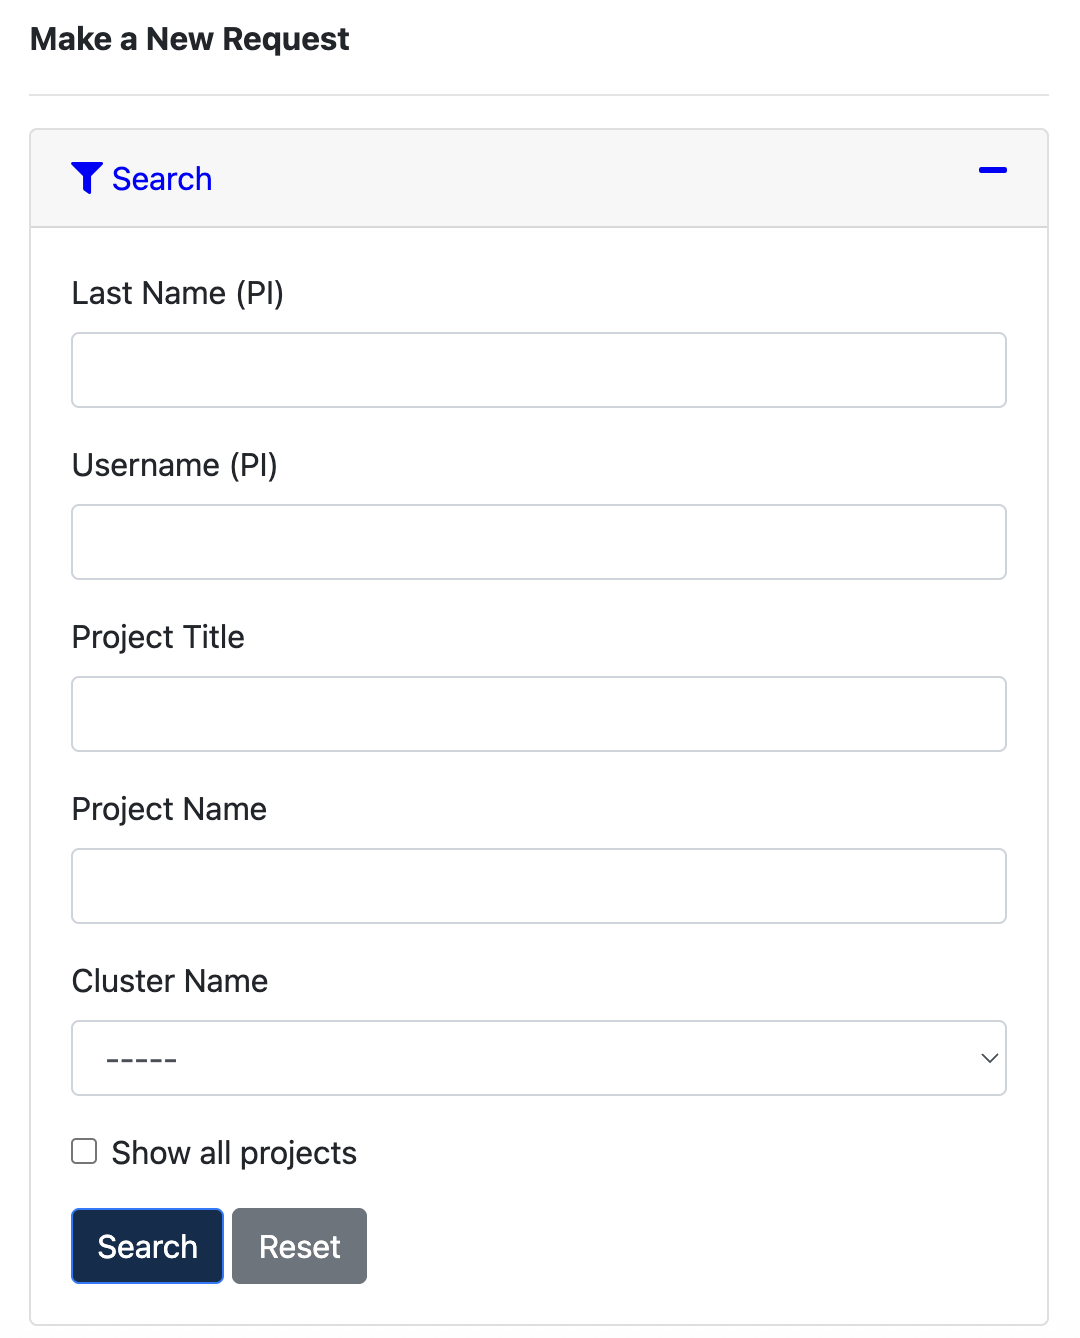 Make a New Request
Search
Last Name (PI)
Username (PI)
Project Title
Project Name
Cluster Name
-----
Show all projects
Search
Reset